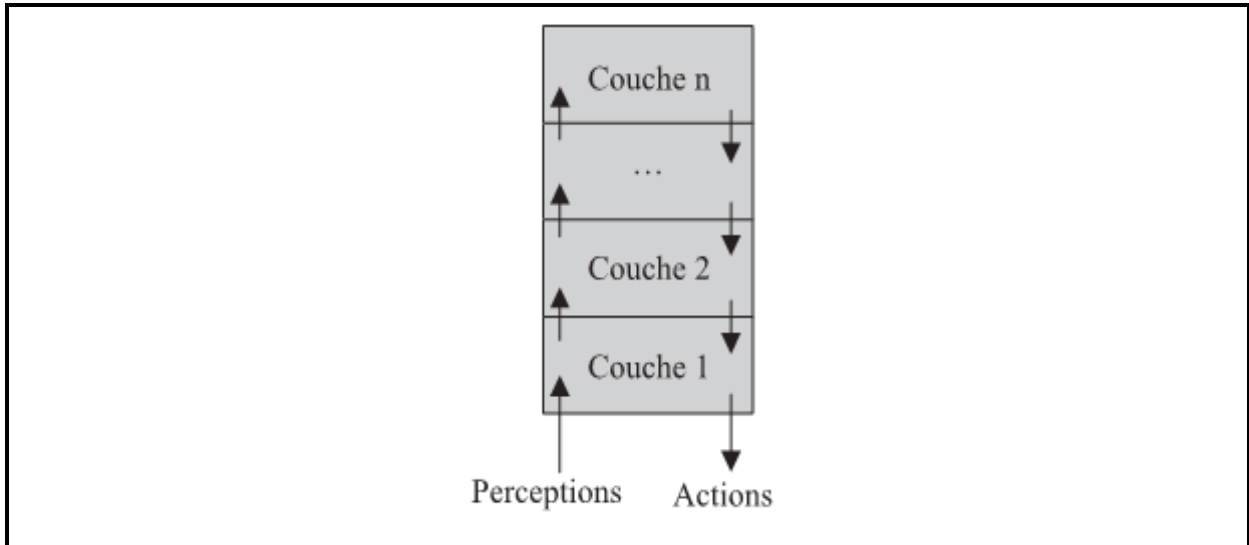 Couche n
...
Couche 2
Couche 1
Perceptions Actions